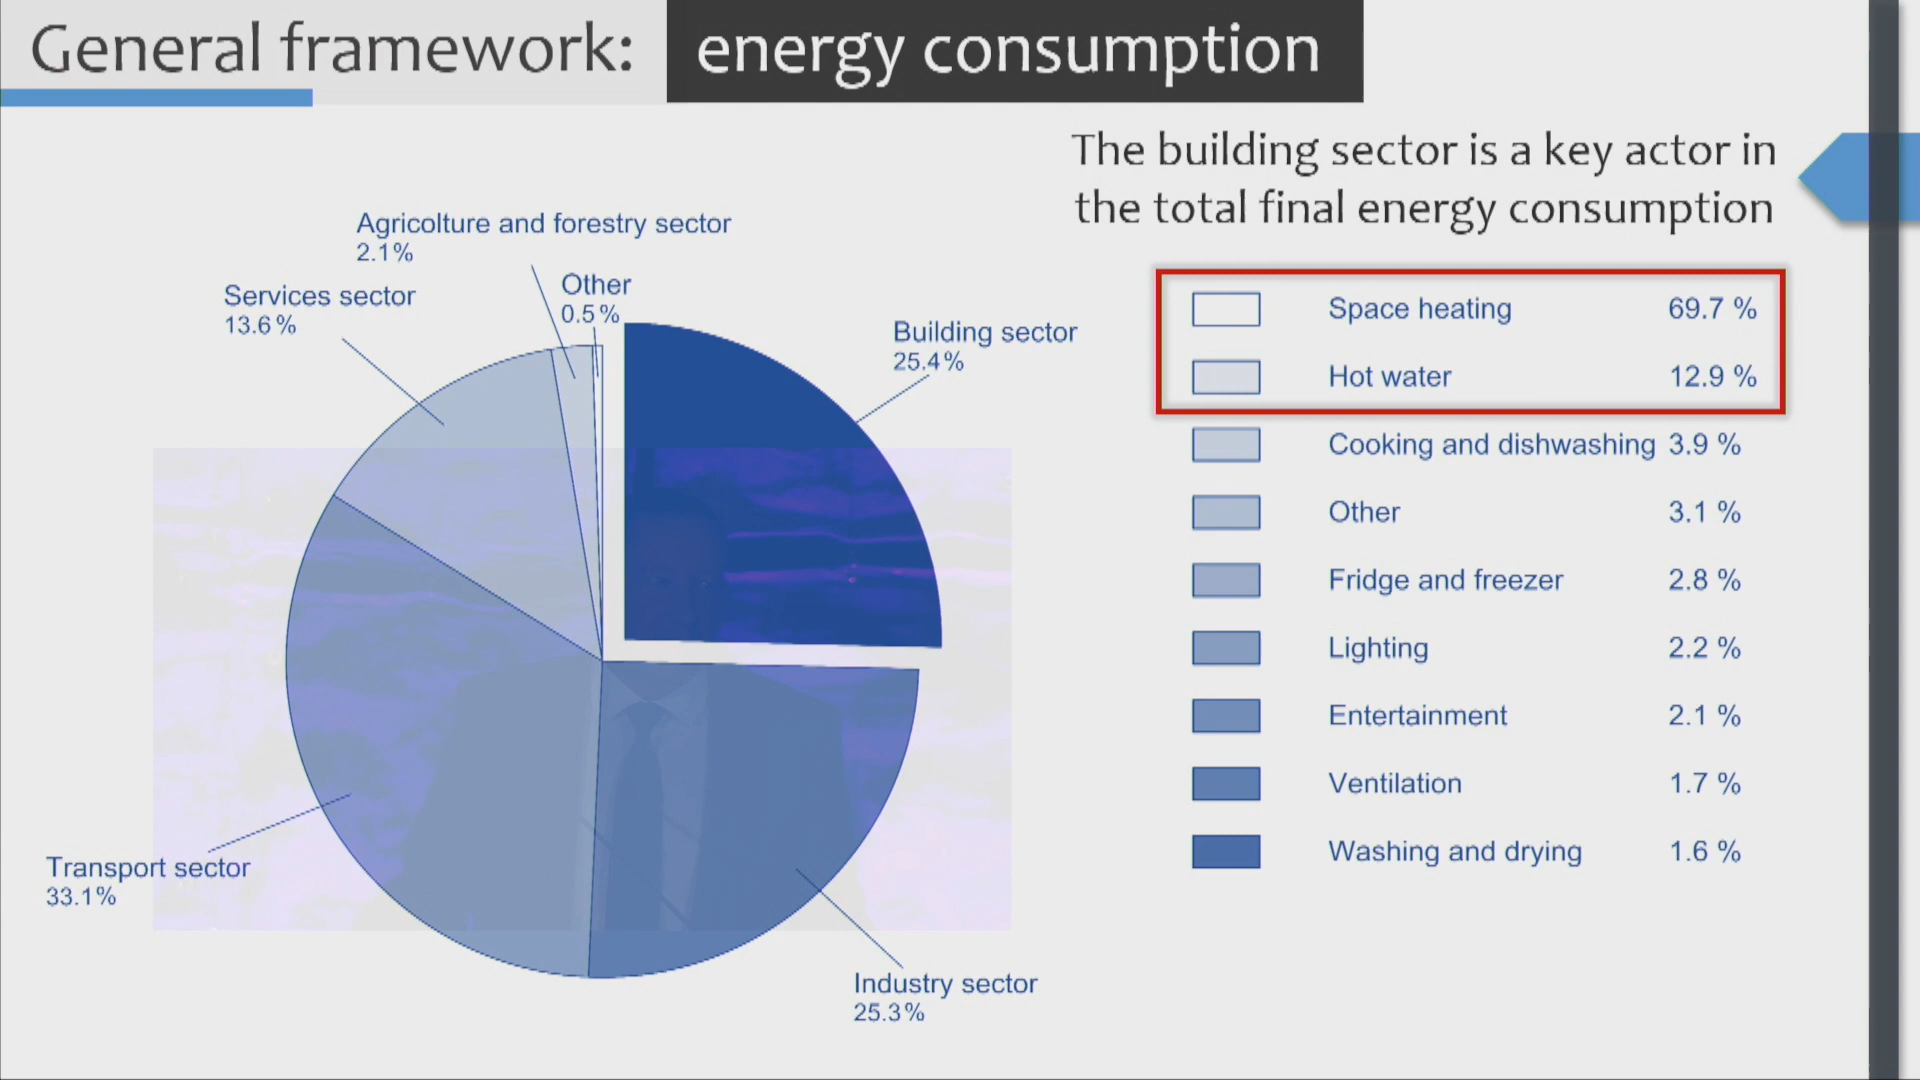 General framework: energy consumption
The building sector is a key actor in
the total final energy consumption
Agricolture and forestry sector
2.1%
Other
0.5%
Services sector
13.6%
Building sector
25.4%
Transport sector
33.1%
Industry sector
25.3%
Space heating 69.7 %
Hot water 12.9 %
Cooking and dishwashing 3.9 %
Other 3.1 %
Fridge and freezer 2.8 %
Lighting 2.2 %
Entertainment 2.1 %
Ventilation 1.7 %
Washing and drying 1.6 %